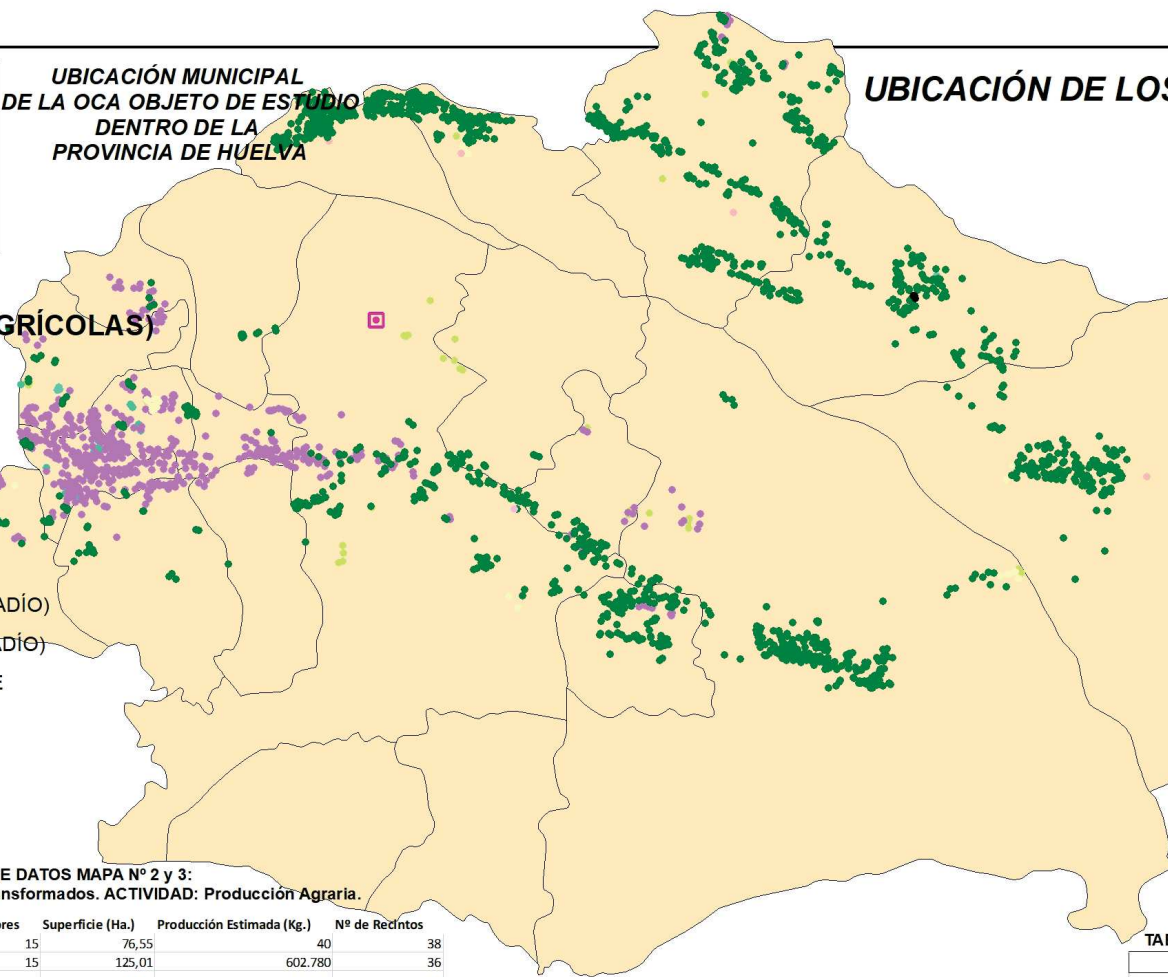 UBICACIÓN MUNICIPAL
DE LA OCA OBJETO DE ESTUDIO
DENTRO DE LA
PROVINCIA DE HUELVA
UBICACIÓN DE LOS
GRÍCOLAS)
ADÍO)
ADÍO)
E
E DATOS MAPA Nº 2 y 3:
nsformados. ACTIVIDAD: Producción Agraria.
ores Superficie (Ha.) Producción Estimada (Kg.) Nº de Recintos
15 76,55 40 38
15 125,01 602.780 36
TAB